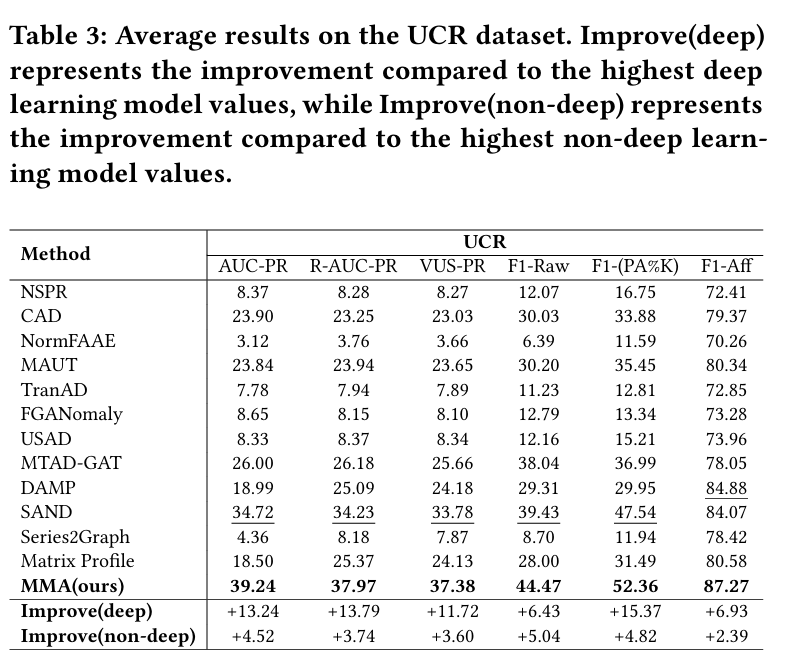 Table 3: Average results on the UCR dataset. Improve(deep)
represents the improvement compared to the highest deep
learning model values, while Improve(non-deep) represents
the improvement compared to the highest non-deep learn-
ing model values.
Method UCR
AUC-PR R-AUC-PR VUS-PR F1-Raw F1-(PA%K) F1-Aff
NSPR 8.37 8.28 8.27 12.07 16.75 72.41
CAD 23.90 23.25 23.03 30.03 33.88 79.37
NormFAAE 3.12 3.76 3.66 6.39 11.59 70.26
MAUT 23.84 23.94 23.65 30.20 35.45 80.34
TranAD 7.78 7.94 7.89 11.23 12.81 72.85
FGANomaly 8.65 8.15 8.10 12.79 13.34 73.28
USAD 8.33 8.37 8.34 12.16 15.21 73.96
MTAD-GAT 26.00 26.18 25.66 38.04 36.99 78.05
DAMP 18.99 25.09 24.18 29.31 29.95 84.88
SAND 34.72 34.23 33.78 39.43 47.54 84.07
Series2Graph 4.36 8.18 7.87 8.70 11.94 78.42
Matrix Profile 18.50 25.37 24.13 28.00 31.49 80.58
MMA(ours) 39.24 37.97 37.38 44.47 52.36 87.27
Improve(deep) +13.24 +13.79 +11.72 +6.43 +15.37 +6.93
Improve(non-deep) +4.52 +3.74 +3.60 +5.04 +4.82 +2.39